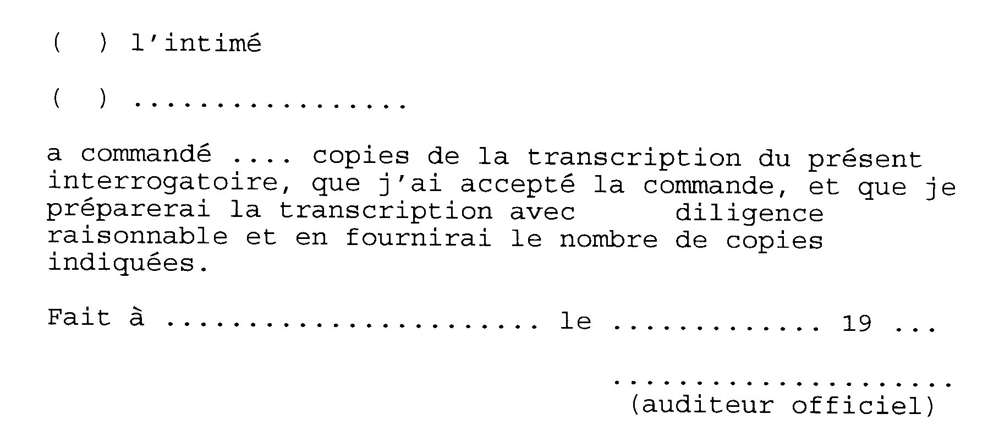 ( ) l'intimé
( ) .................
a commandé .... copies de la transcription du présent
interrogatoire, que j'ai accepté la commande, et que je
préparerai la transcription avec diligence
raisonnable et en fournirai le nombre de copies
indiquées.
Fait à ....................... le ............. 19 ...
.....................
(auditeur officiel)